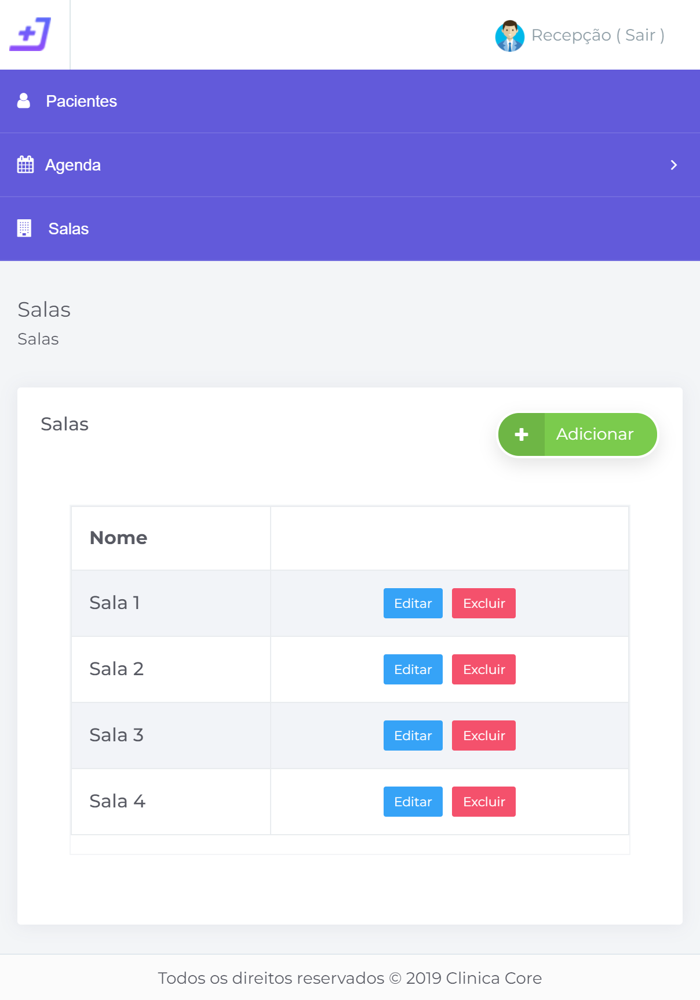 Recepção ( Sair )
Pacientes
Agenda
Salas
Salas
Salas
Salas
Adicionar
Nome
Sala 1 Editar Excluir
Sala 2 Editar Excluir
Sala 3 Editar Excluir
Sala 4 Editar Excluir
Todos os direitos reservados © 2019 Clinica Core